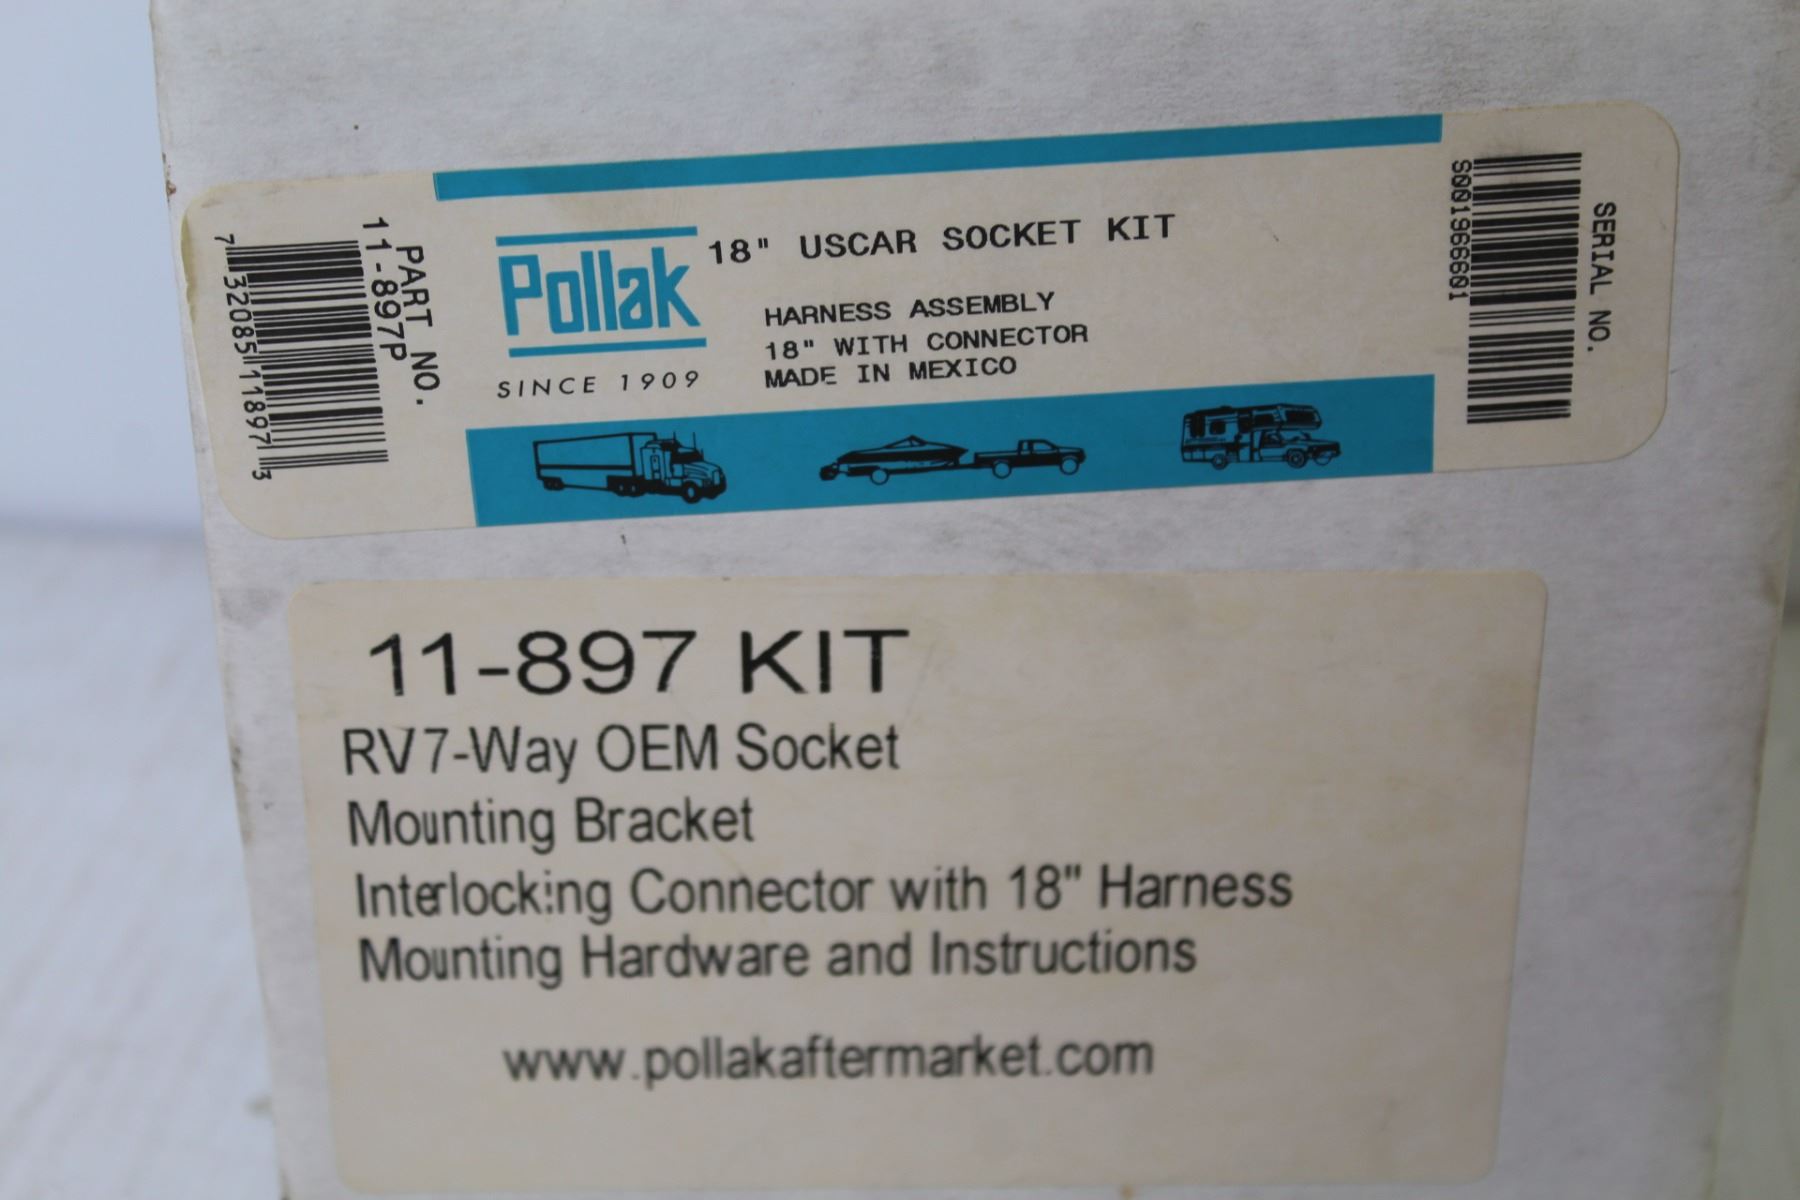 PART NO.
11-897P
7 32085 11897 3
Pollak
SINCE 1909
18" USCAR SOCKET KIT
HARNESS ASSEMBLY
18" WITH CONNECTOR
MADE IN MEXICO
SERIAL NO.
S001966601
11-897 KIT
RV7-Way OEM Socket
Mounting Bracket
Interlocking Connector with 18" Harness
Mounting Hardware and Instructions
www.pollakaftermarket.com